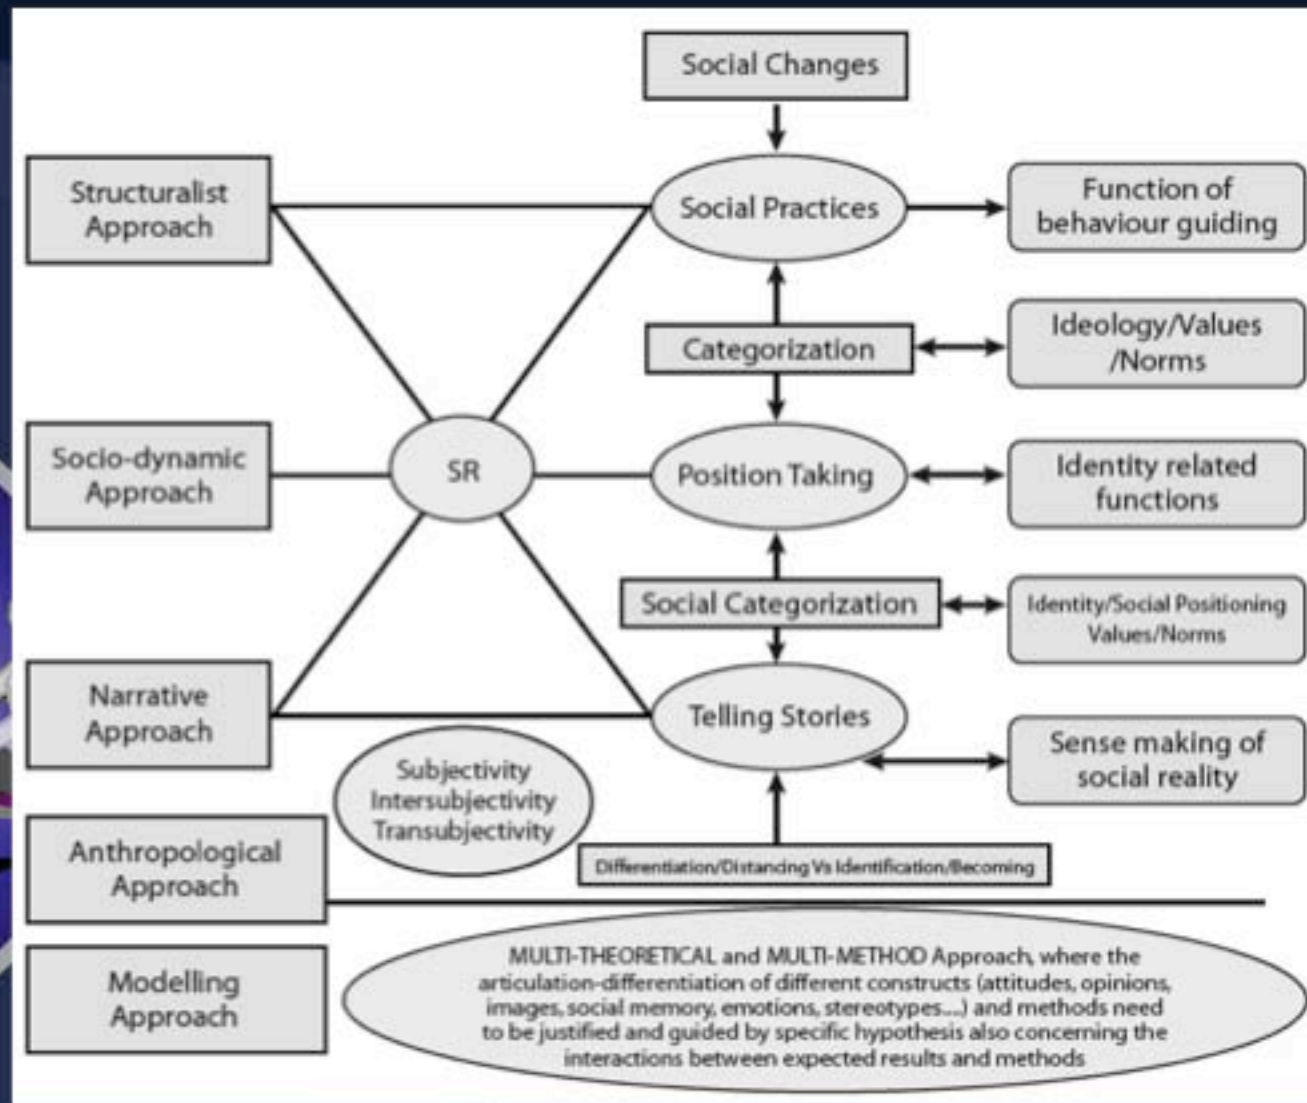 Social Changes
Structuralist
Approach
Social Practices
Function of
behaviour guiding
Categorization
Ideology/Values
/Norms
Socio-dynamic
Approach
SR
Position Taking
Identity related
functions
Social Categorization
Identity/Social Positioning
Values/Norms
Narrative
Approach
Telling Stories
Sense making of
social reality
Subjectivity
Intersubjectivity
Transubjectivity
Anthropological
Approach
Differentiation/Distancing Vs Identification/Becoming
Modelling
Approach
MULTI-THEORETICAL and MULTI-METHOD Approach, where the
articulation-differentiation of different constructs (attitudes, opinions,
images, social memory, emotions, stereotypes....) and methods need
to be justified and guided by specific hypothesis also concerning the
interactions between expected results and methods